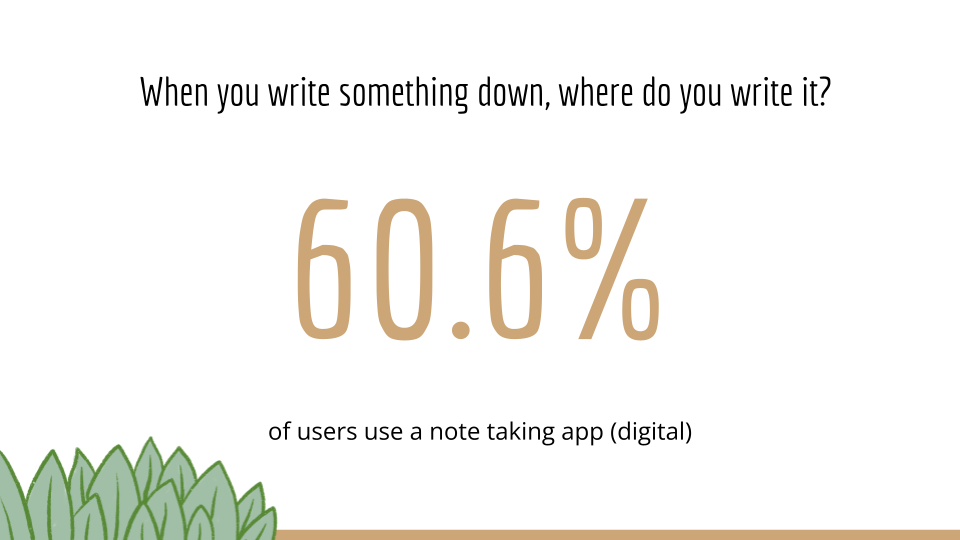 When you write something down, where do you write it?
60.6%
of users use a note taking app (digital)